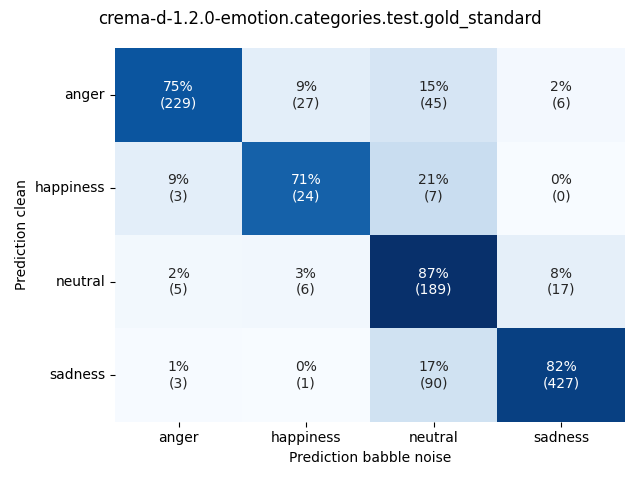 crema-d-1.2.0-emotion.categories.test.gold_standard
Prediction clean
anger
75%
(229)
9%
(27)
15%
(45)
2%
(6)
happiness
9%
(3)
71%
(24)
21%
(7)
0%
(0)
neutral
2%
(5)
3%
(6)
87%
(189)
8%
(17)
sadness
1%
(3)
0%
(1)
17%
(90)
82%
(427)
anger
happiness
neutral
sadness
Prediction babble noise